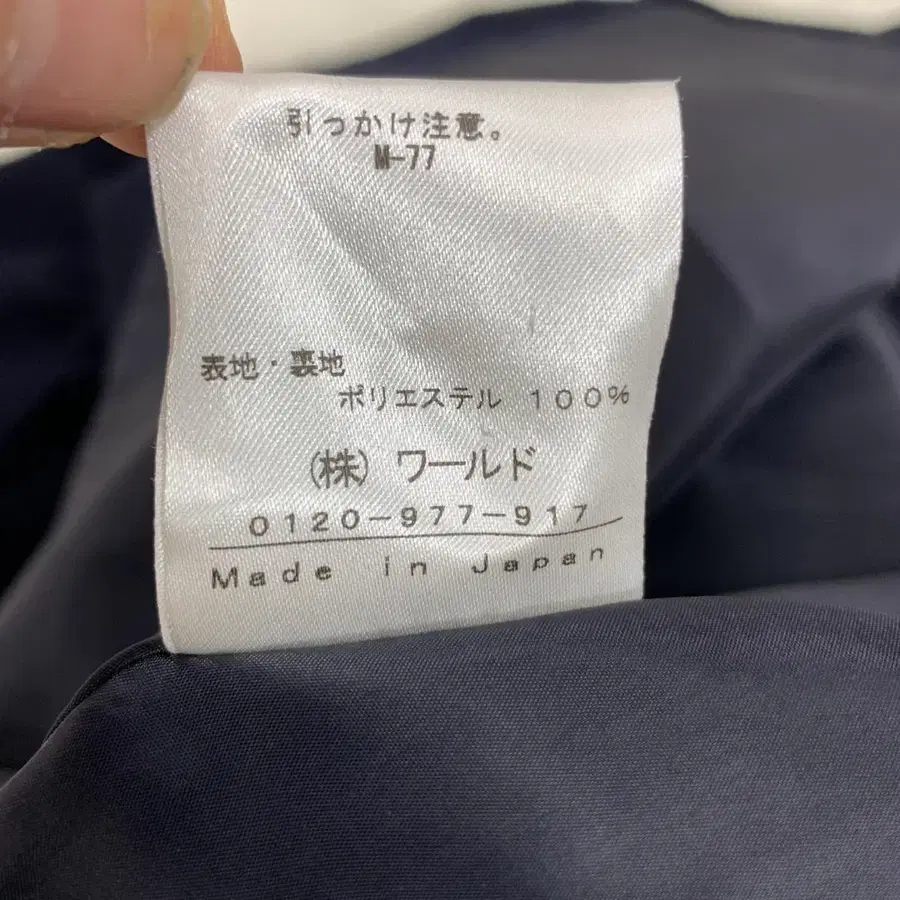 引っかけ注意。
M-77
表地・裏地
ポリエステル 100%
(株) ワールド
0120-977-917
Made in Japan